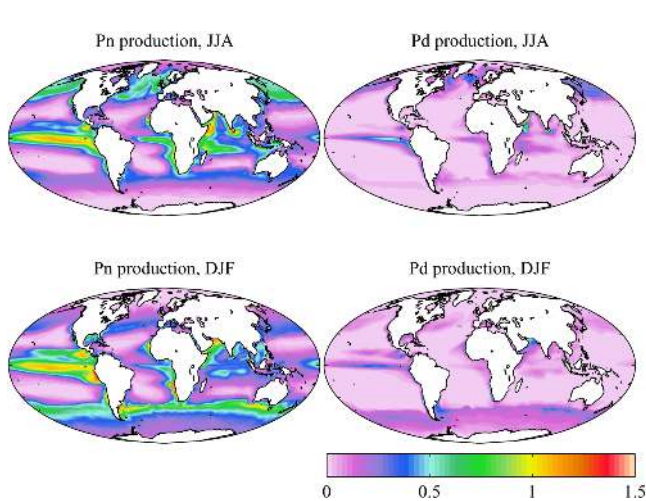 Pn production, JJA
Pd production, JJA
Pn production, DJF
Pd production, DJF
0 0.5 1 1.5